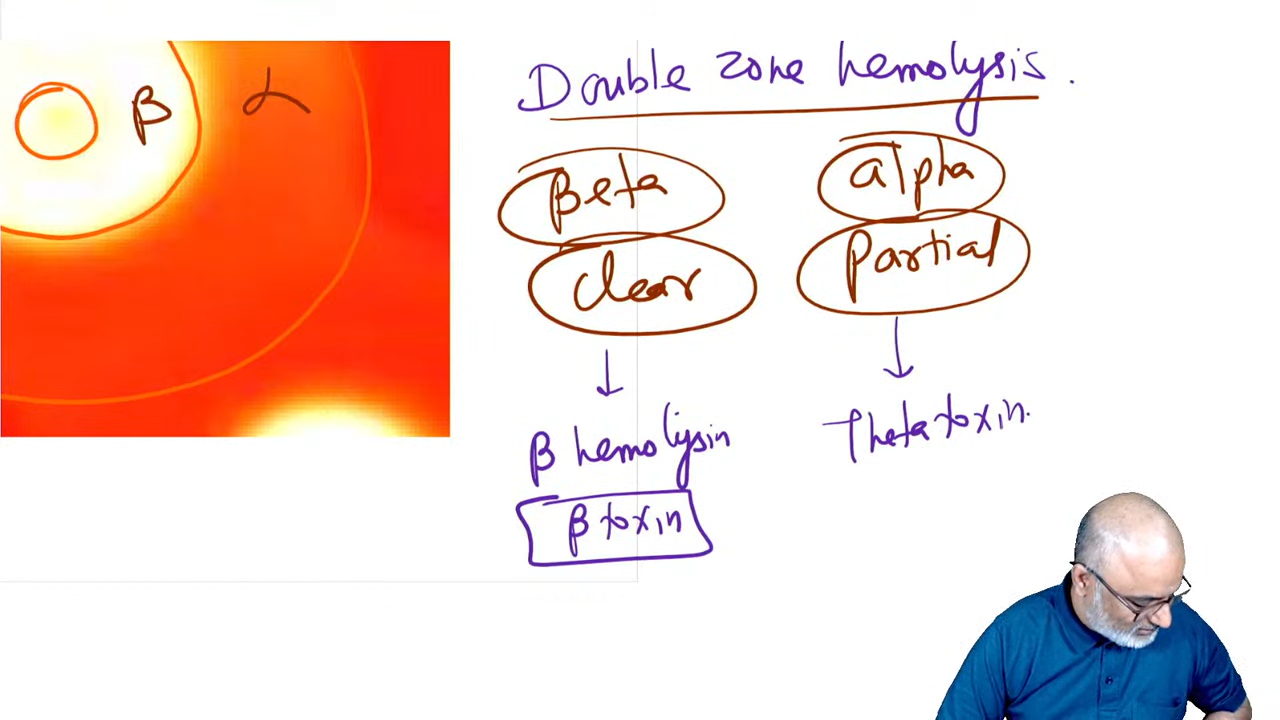 β
α
Double zone hemolysis.
Beta
alpha
clear
Partial
β hemolysin
Theta toxin.
β toxin